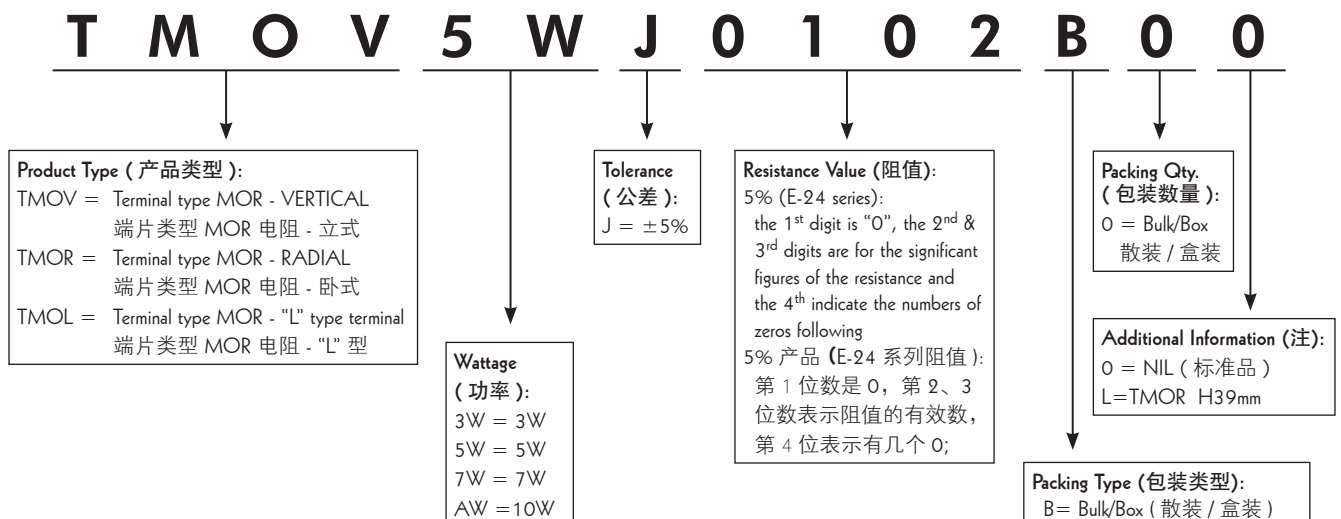 T M O V 5 W J 0 1 0 2 B 0 0
Product Type ( 产品类型 ):
TMOV = Terminal type MOR - VERTICAL
端片类型 MOR 电阻 - 立式
TMOR = Terminal type MOR - RADIAL
端片类型 MOR 电阻 - 卧式
TMOL = Terminal type MOR - “L” type terminal
端片类型 MOR 电阻 - “L” 型
Wattage
( 功率 ):
3W = 3W
5W = 5W
7W = 7W
AW =10W
Tolerance
( 公差 ):
J = ±5%
Resistance Value (阻值):
5% (E-24 series):
the 1st digit is “0”, the 2nd &
3rd digits are for the significant
figures of the resistance and
the 4th indicate the numbers of
zeros following
5% 产品 (E-24 系列阻值 ):
第 1 位数是 0，第 2、3
位数表示阻值的有效数，
第 4 位表示有几个 0;
Packing Qty.
( 包装数量 ):
0 = Bulk/Box
散装 / 盒装
Additional Information (注):
0 = NIL ( 标准品 )
L=TMOR H39mm
Packing Type (包装类型):
B= Bulk/Box ( 散装 / 盒装 )